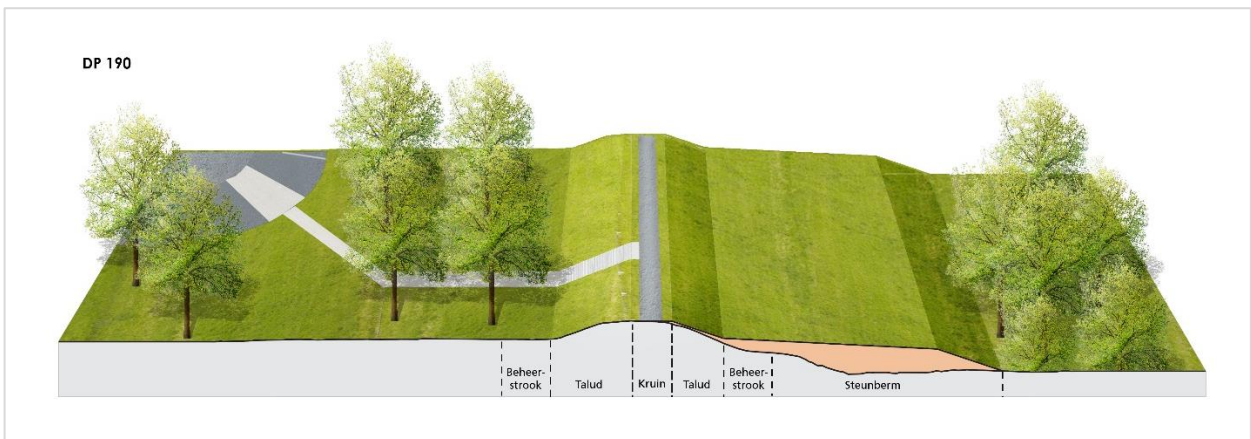 DP 190
Beheer-
strook
Talud
Kruin
Talud
Beheer-
strook
Steunberm